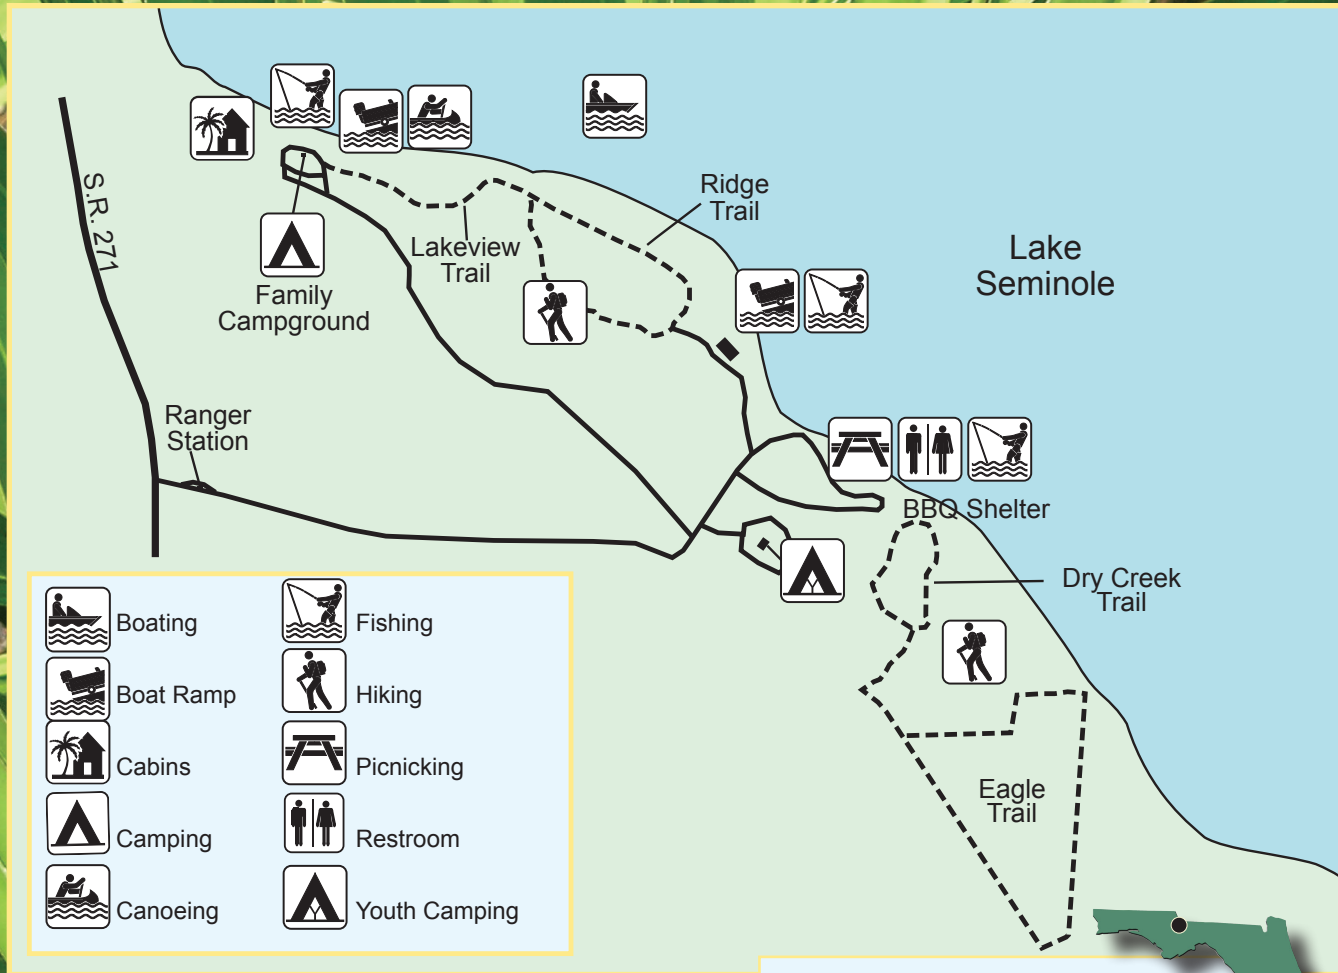 S.R. 271
Ridge
Trail
Lakeview
Trail
Lake
Seminole
Family
Campground
Ranger
Station
BBQ Shelter
Dry Creek
Trail
Eagle
Trail
Boating
Fishing
Boat Ramp
Hiking
Cabins
Picnicking
Camping
Restroom
Canoeing
Youth Camping